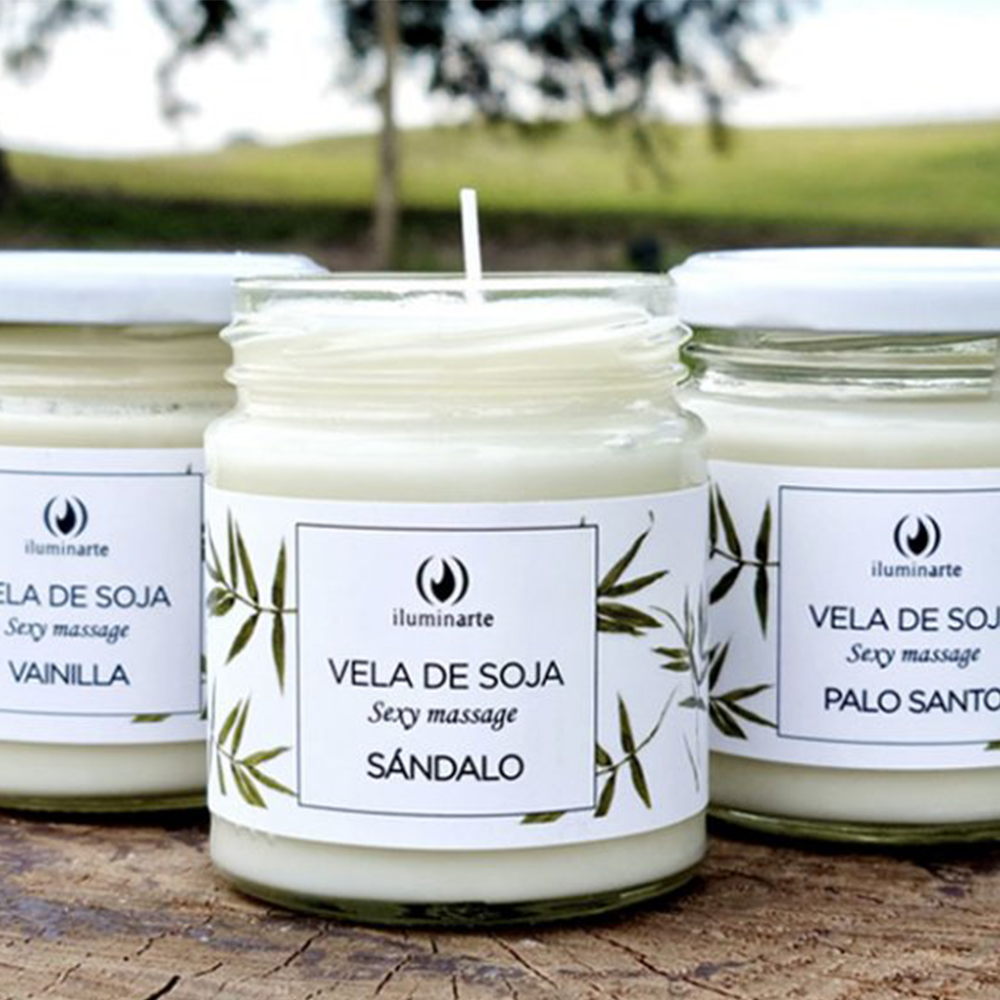 iluminarte
ELA DE SOJA
Sexy massage
VAINILLA
iluminarte
VELA DE SOJA
Sexy massage
SÁNDALO
iluminarte
VELA DE SOJ
Sexy massage
PALO SANTO